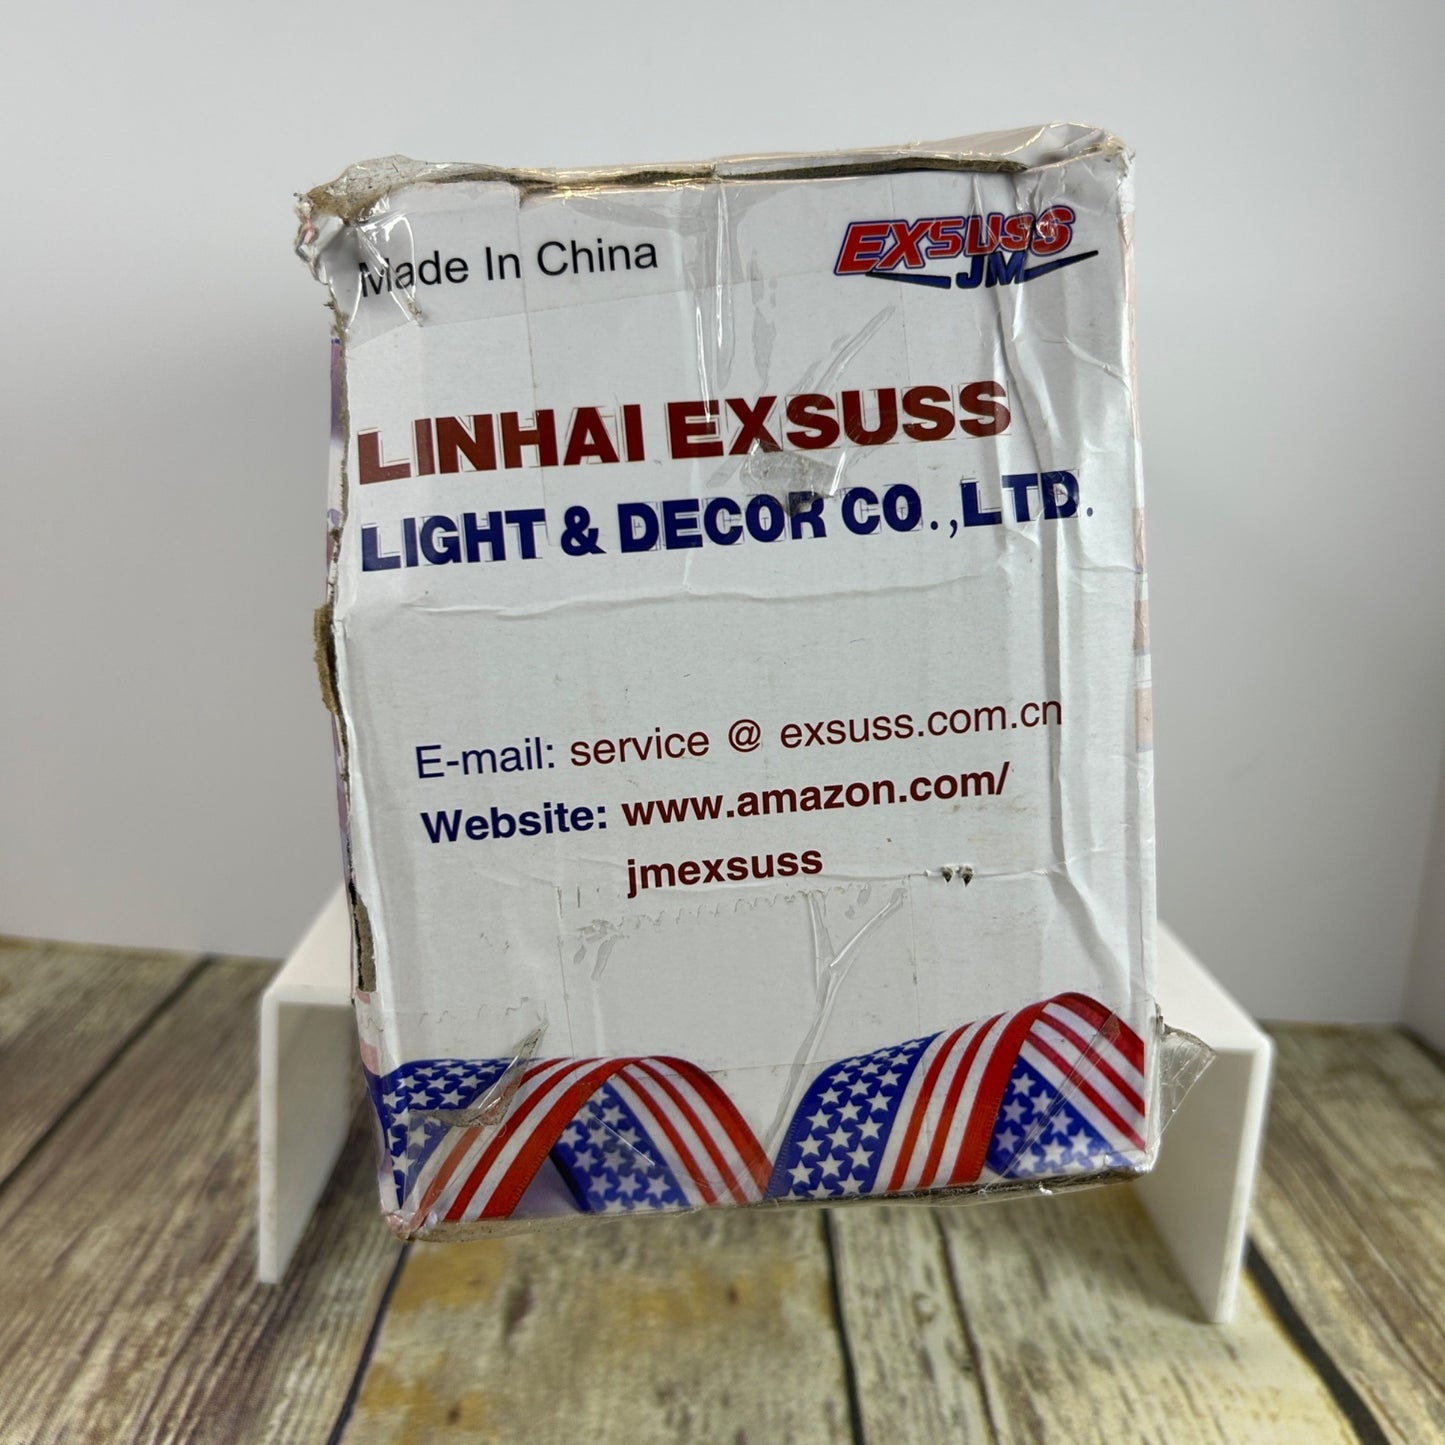 Made In China
EXSUSS
JM
LINHAI EXSUSS
LIGHT & DECOR CO.,LTD.
E-mail: service @ exsuss.com.cn
Website: www.amazon.com/
jmexsuss